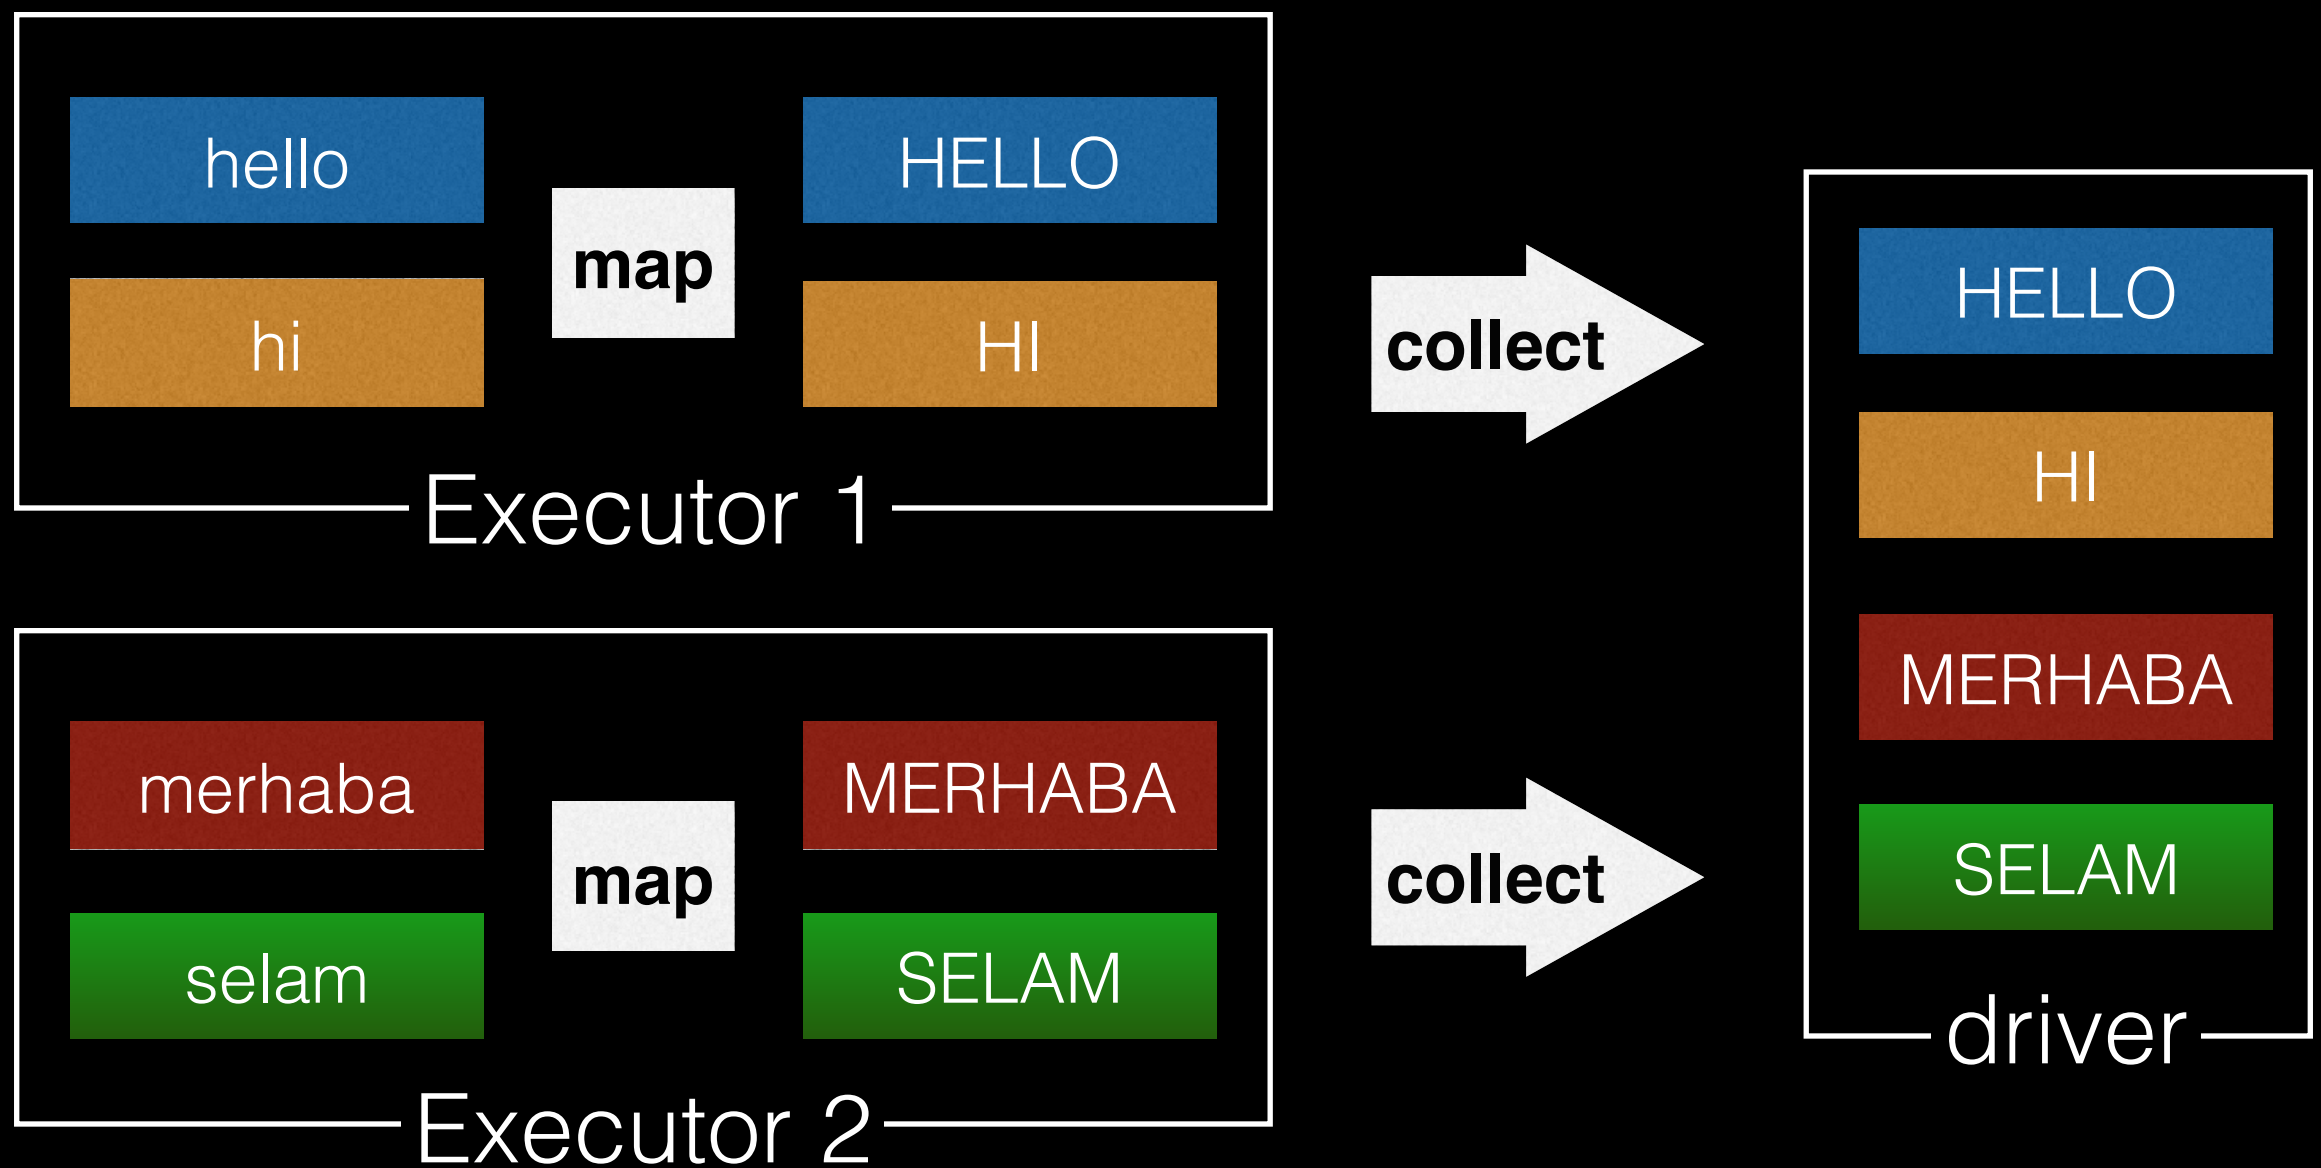 hello
map
HELLO
hi
HI
Executor 1
collect
merhaba
map
MERHABA
selam
SELAM
Executor 2
collect
HELLO
HI
MERHABA
SELAM
driver